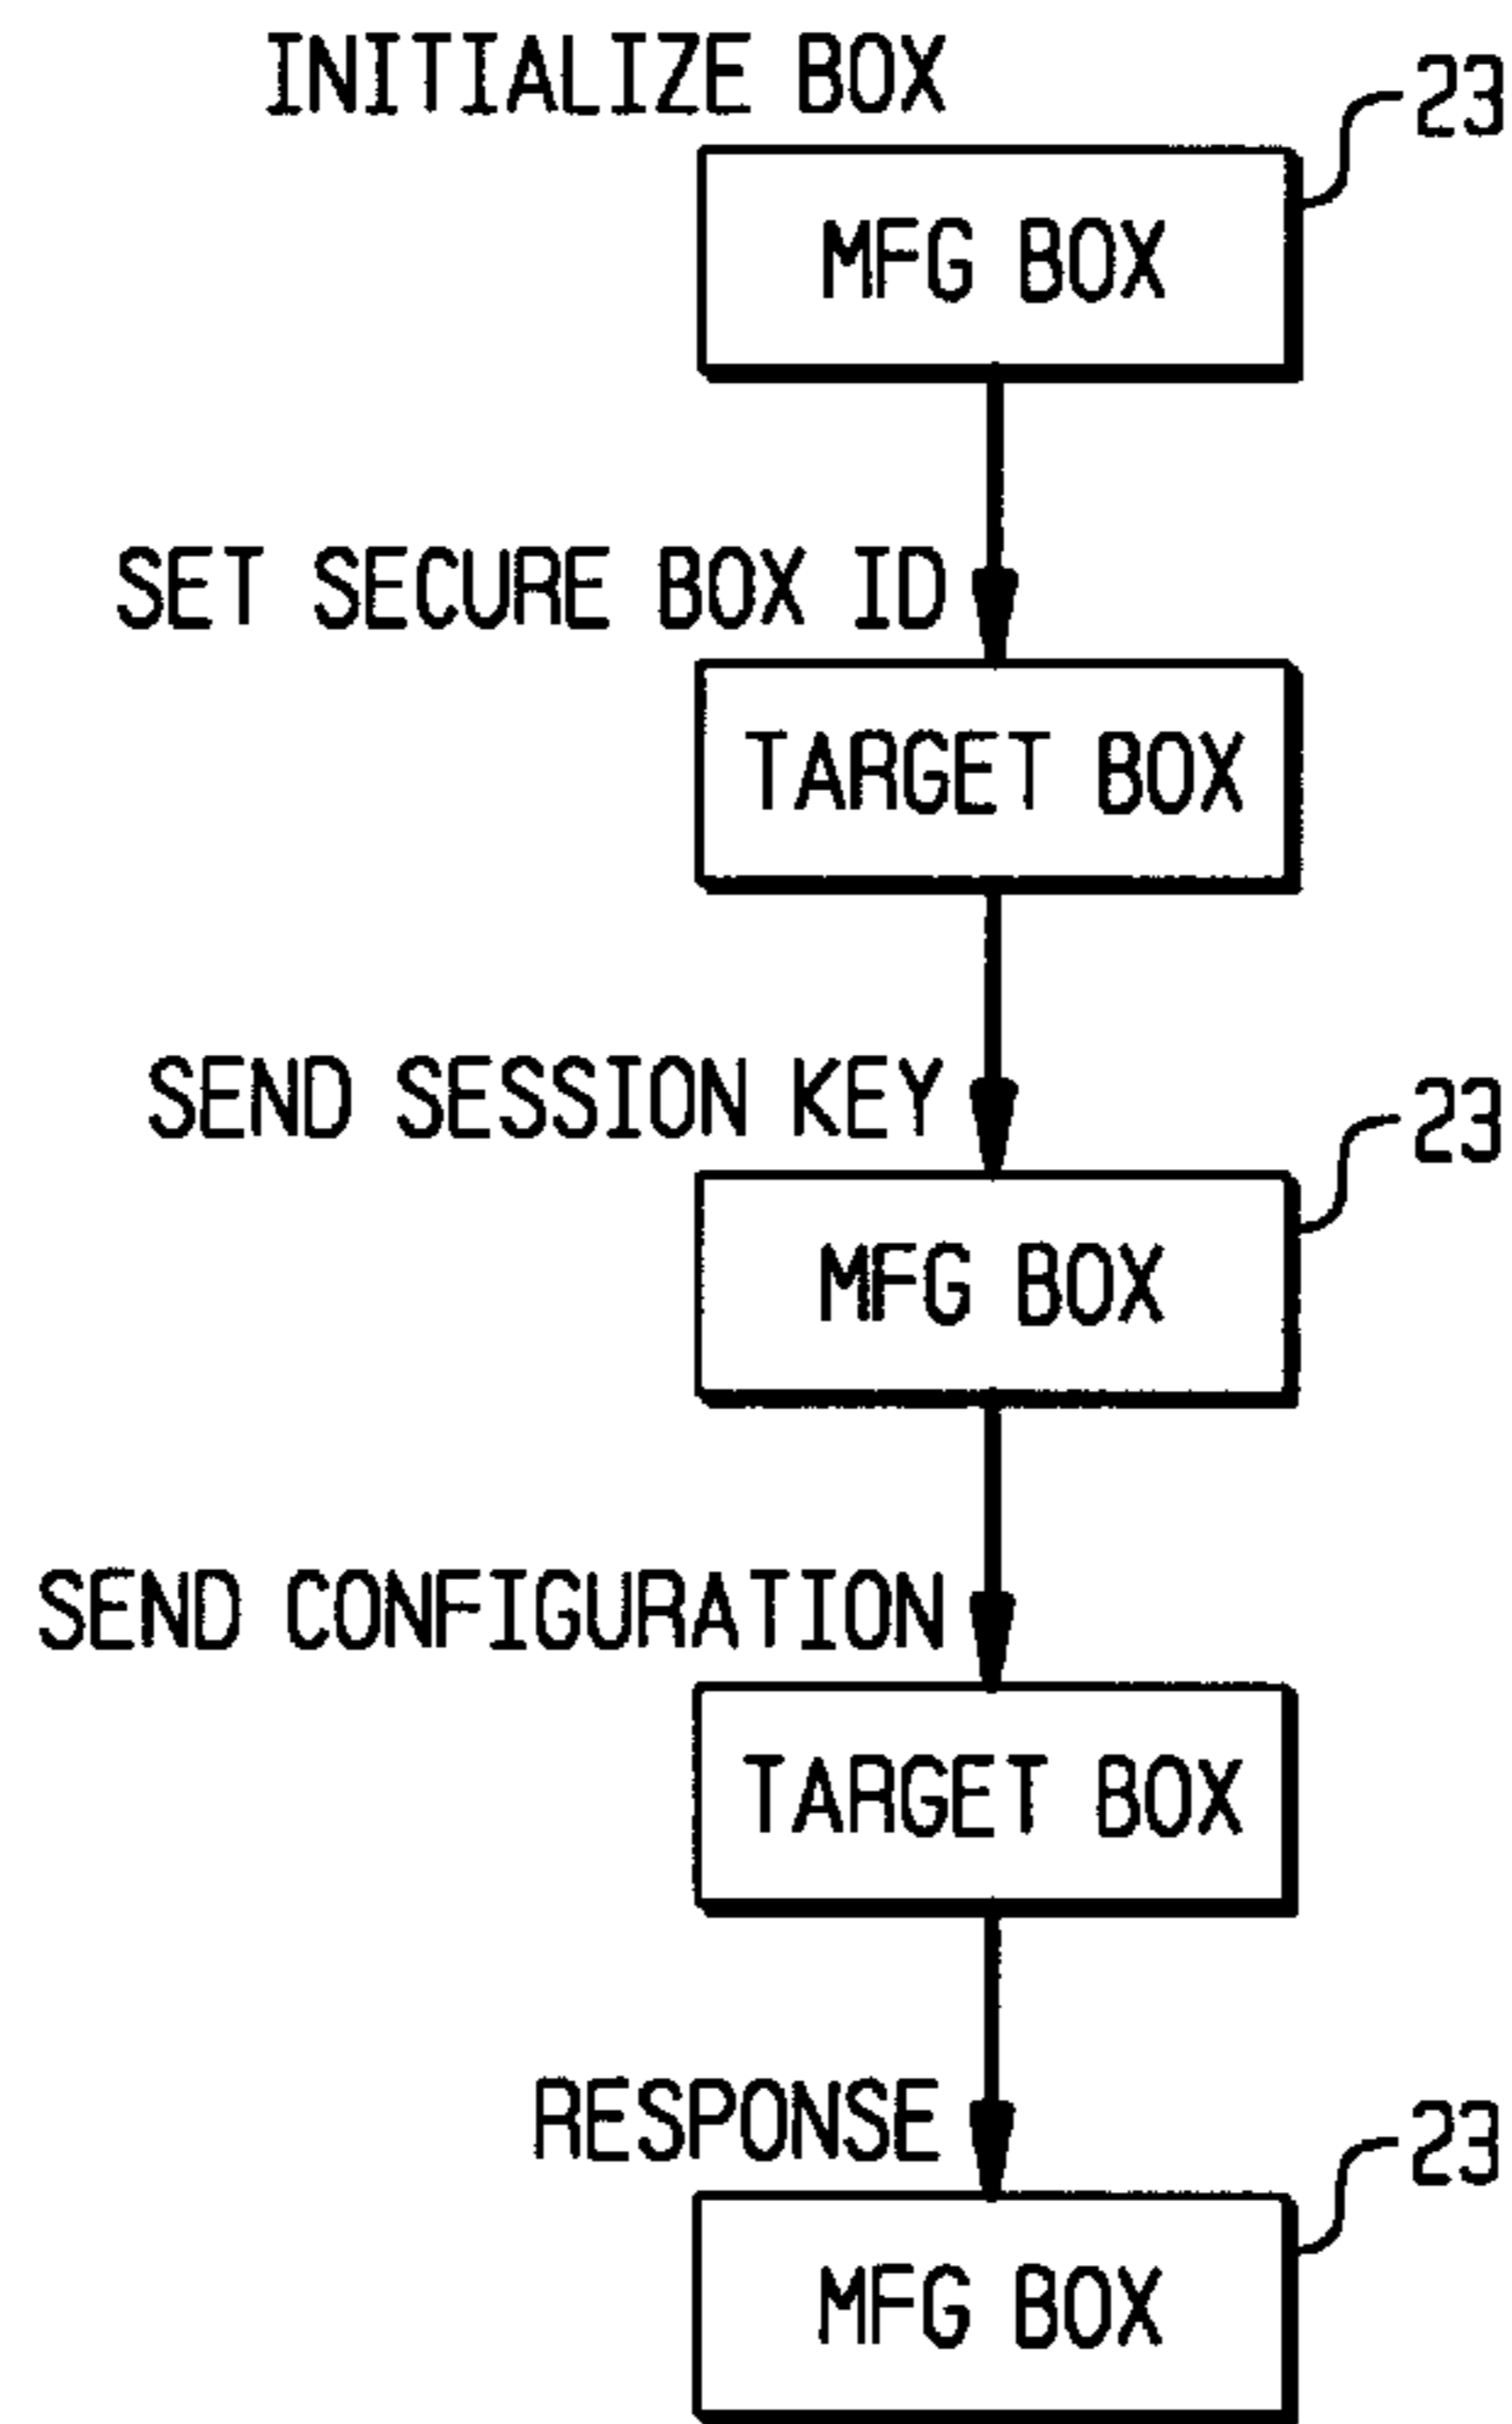 INITIALIZE BOX
23
MFG BOX
SET SECURE BOX ID
TARGET BOX
SEND SESSION KEY
23
MFG BOX
SEND CONFIGURATION
TARGET BOX
RESPONSE
23
MFG BOX